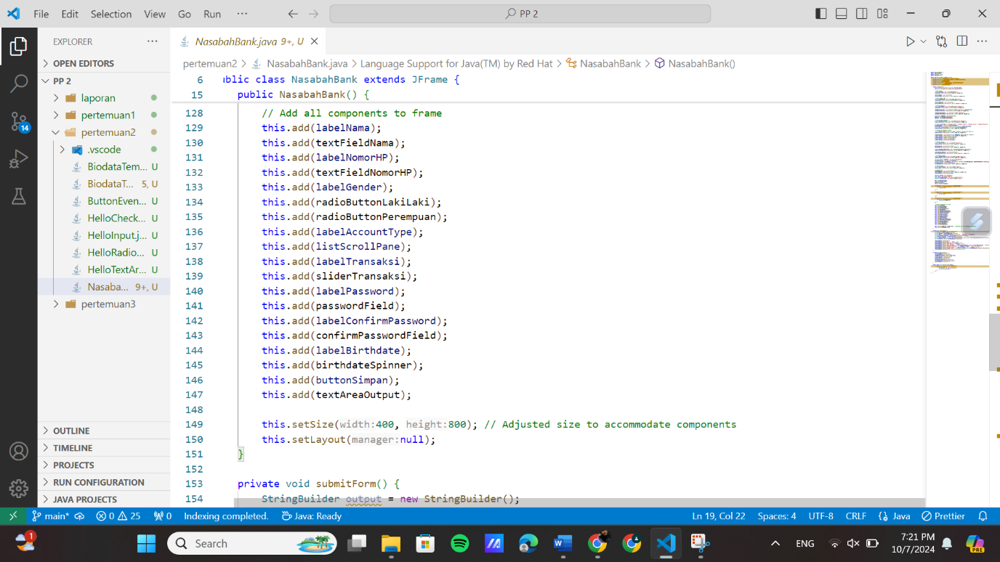 File Edit Selection View Go Run ··· PP 2
EXPLORER ···
OPEN EDITORS
PP 2
laporan
pertemuan1
pertemuan2
.vscode
BiodataTem... U
BiodataT... 5, U
ButtonEven... U
HelloCheck... U
HelloInput.j... U
HelloRadio... U
HelloTextAr... U
Nasaba... 9+, U
pertemuan3
OUTLINE
TIMELINE
PROJECTS
RUN CONFIGURATION
JAVA PROJECTS
14
NasabahBank.java 9+, U
pertemuan2 > NasabahBank.java > Language Support for Java(TM) by Red Hat > NasabahBank > NasabahBank()
6 blic class NasabahBank extends JFrame {
15 public NasabahBank() {
128 // Add all components to frame
129 this.add(labelNama);
130 this.add(textFieldNama);
131 this.add(labelNomorHP);
132 this.add(textFieldNomorHP);
133 this.add(labelGender);
134 this.add(radioButtonLakiLaki);
135 this.add(radioButtonPerempuan);
136 this.add(labelAccountType);
137 this.add(listScrollPane);
138 this.add(labelTransaksi);
139 this.add(sliderTransaksi);
140 this.add(labelPassword);
141 this.add(passwordField);
142 this.add(labelConfirmPassword);
143 this.add(confirmPasswordField);
144 this.add(labelBirthdate);
145 this.add(birthdateSpinner);
146 this.add(buttonSimpan);
147 this.add(textAreaOutput);
148
149 this.setSize(width:400, height:800); // Adjusted size to accommodate components
150 this.setLayout(manager:null);
151 }
152
153 private void submitForm() {
154 StringBuilder output = new StringBuilder();
main* 0 25 0 Indexing completed. Java: Ready Ln 19, Col 22 Spaces: 4 UTF-8 CRLF {} Java Prettier
1 Search ENG 7:21 PM
10/7/2024
PRE